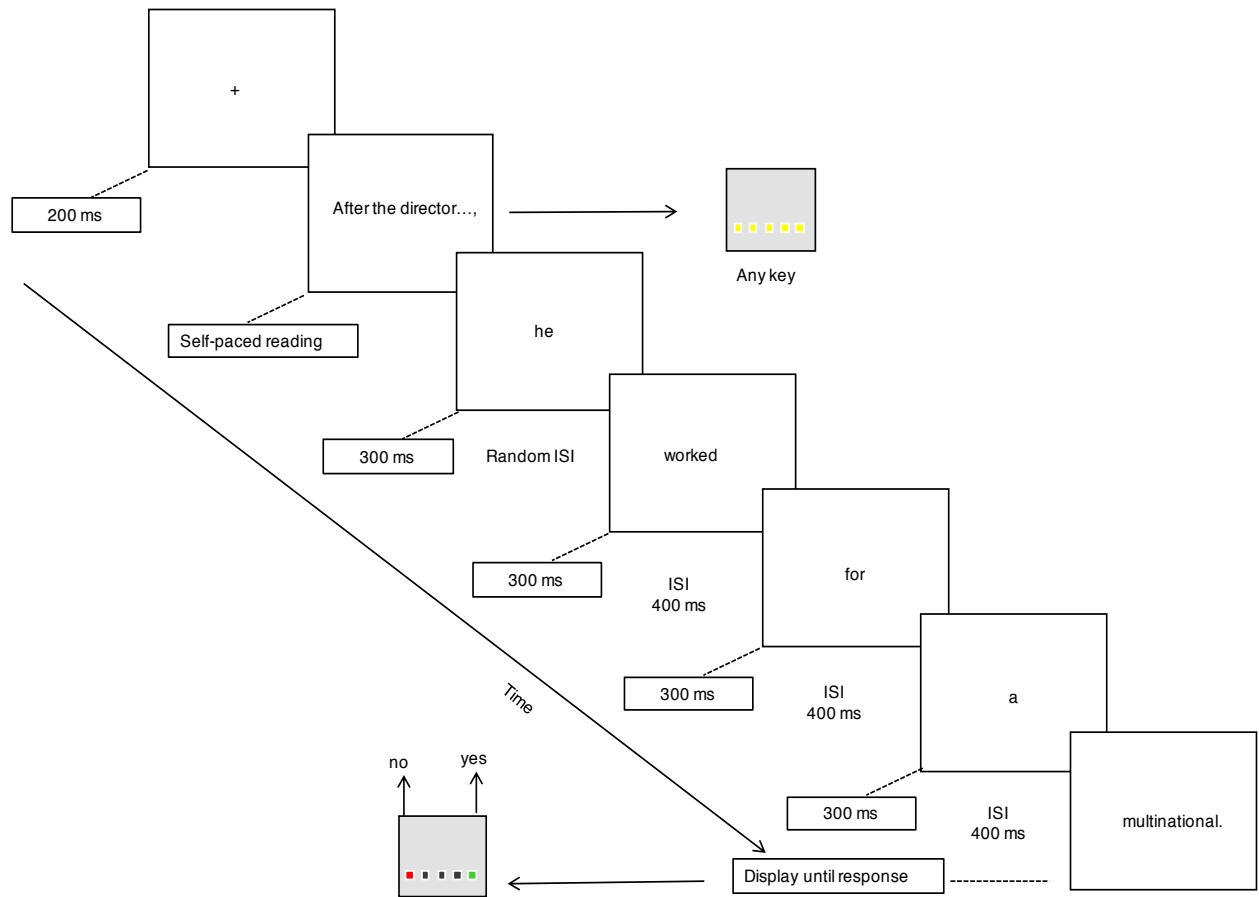 +
200 ms
After the director…,
Any key
Self-paced reading
he
300 ms
Random ISI
worked
300 ms
ISI
400 ms
for
300 ms
ISI
400 ms
a
300 ms
ISI
400 ms
multinational.
Time
no
yes
Display until response